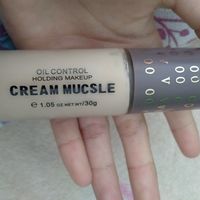 OIL CONTROL
HOLDING MAKEUP
CREAM MUCSLE
e 1.05 OZ NET WT/30g